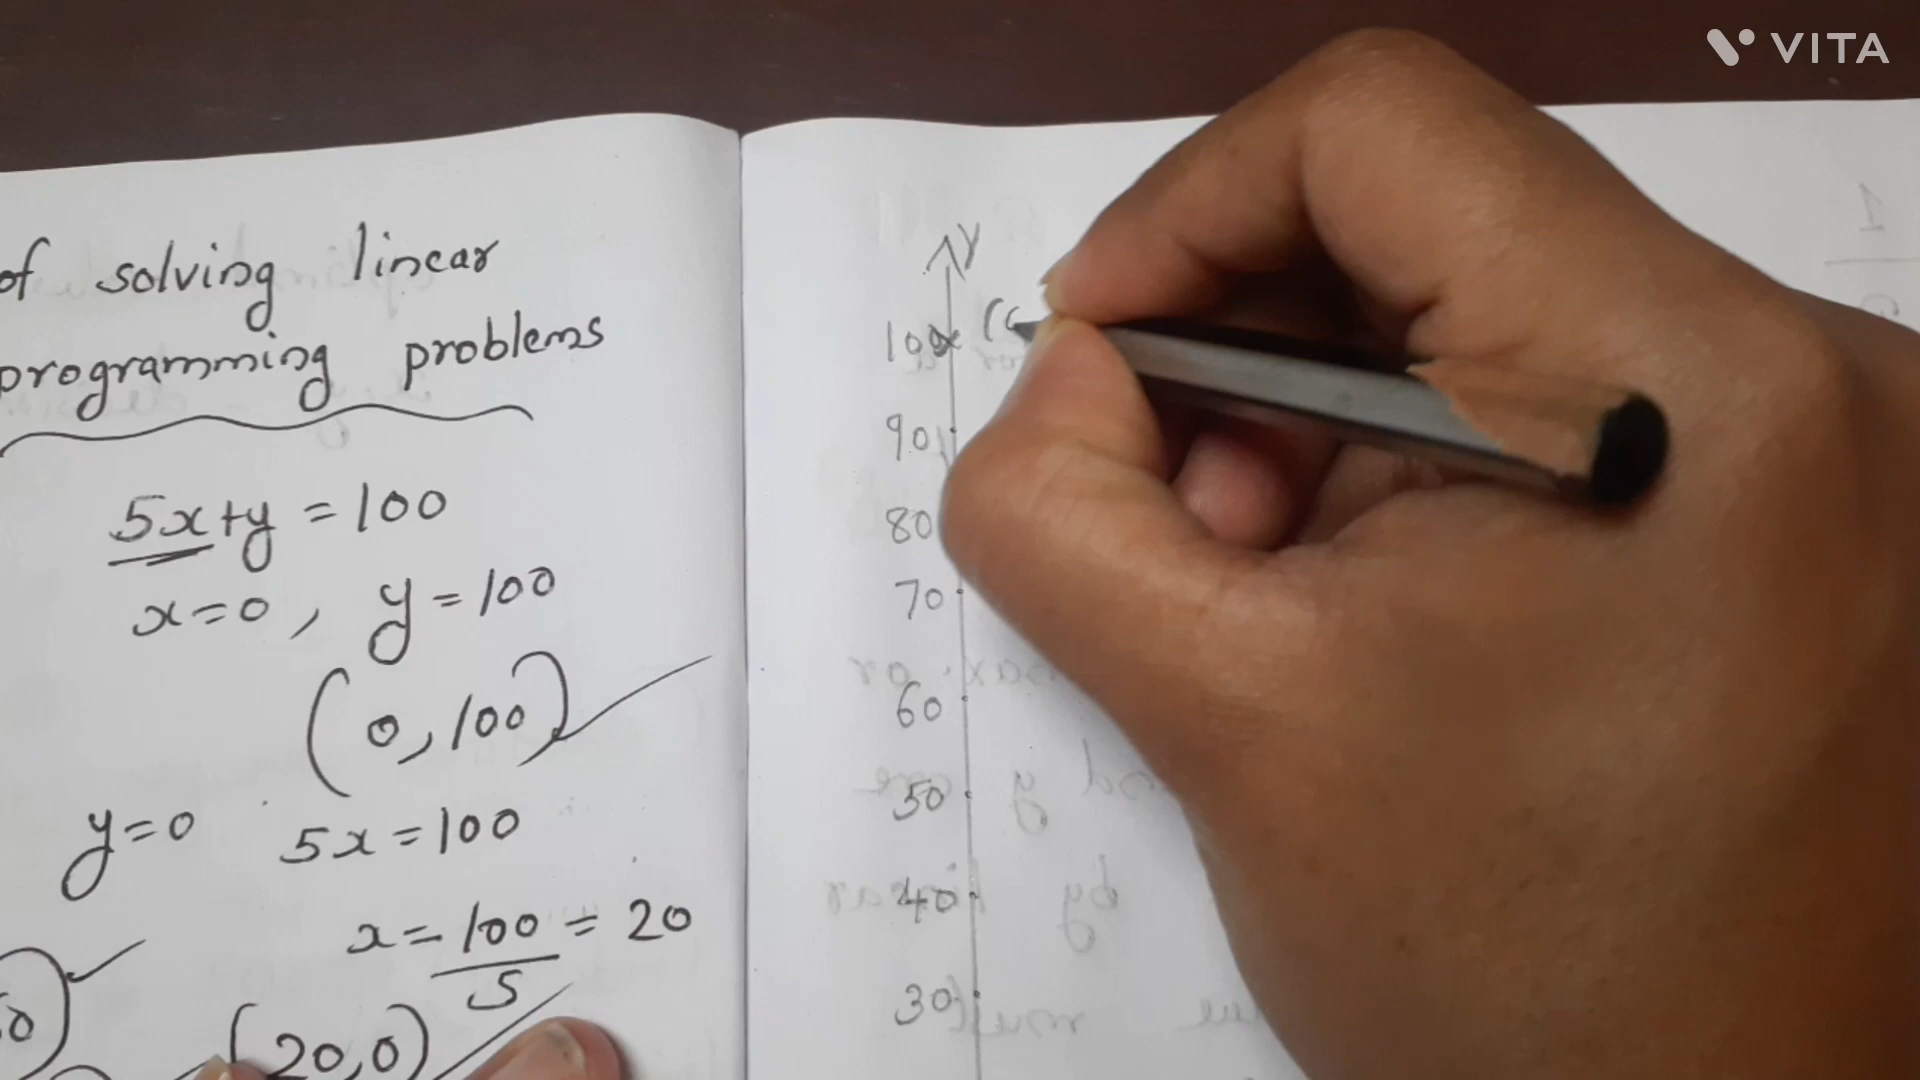 VITA
of solving linear
programming problems
5x+y = 100
x=0, y=100
(0,100)
y=0 5x=100
x= 100/5 = 20
(20,0)
Y
100
90
80
70
60
50
40
30